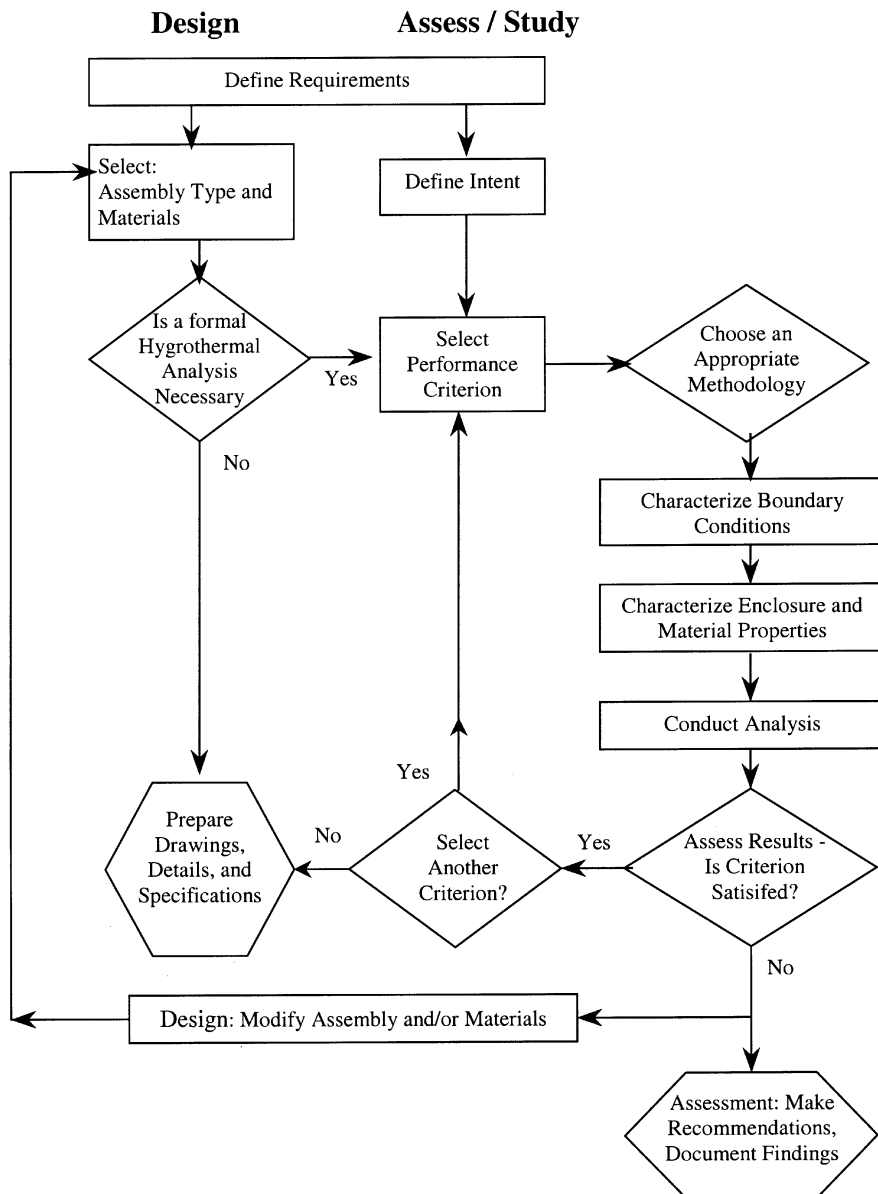 Design
Assess / Study
Define Requirements
Select:
Assembly Type and
Materials
Define Intent
Is a formal
Hygrothermal
Analysis
Necessary
Yes
Select
Performance
Criterion
Choose an
Appropriate
Methodology
No
Characterize Boundary
Conditions
Characterize Enclosure and
Material Properties
Conduct Analysis
Yes
Prepare
Drawings,
Details, and
Specifications
No
Select
Another
Criterion?
Yes
Assess Results -
Is Criterion
Satisifed?
No
Design: Modify Assembly and/or Materials
Assessment: Make
Recommendations,
Document Findings